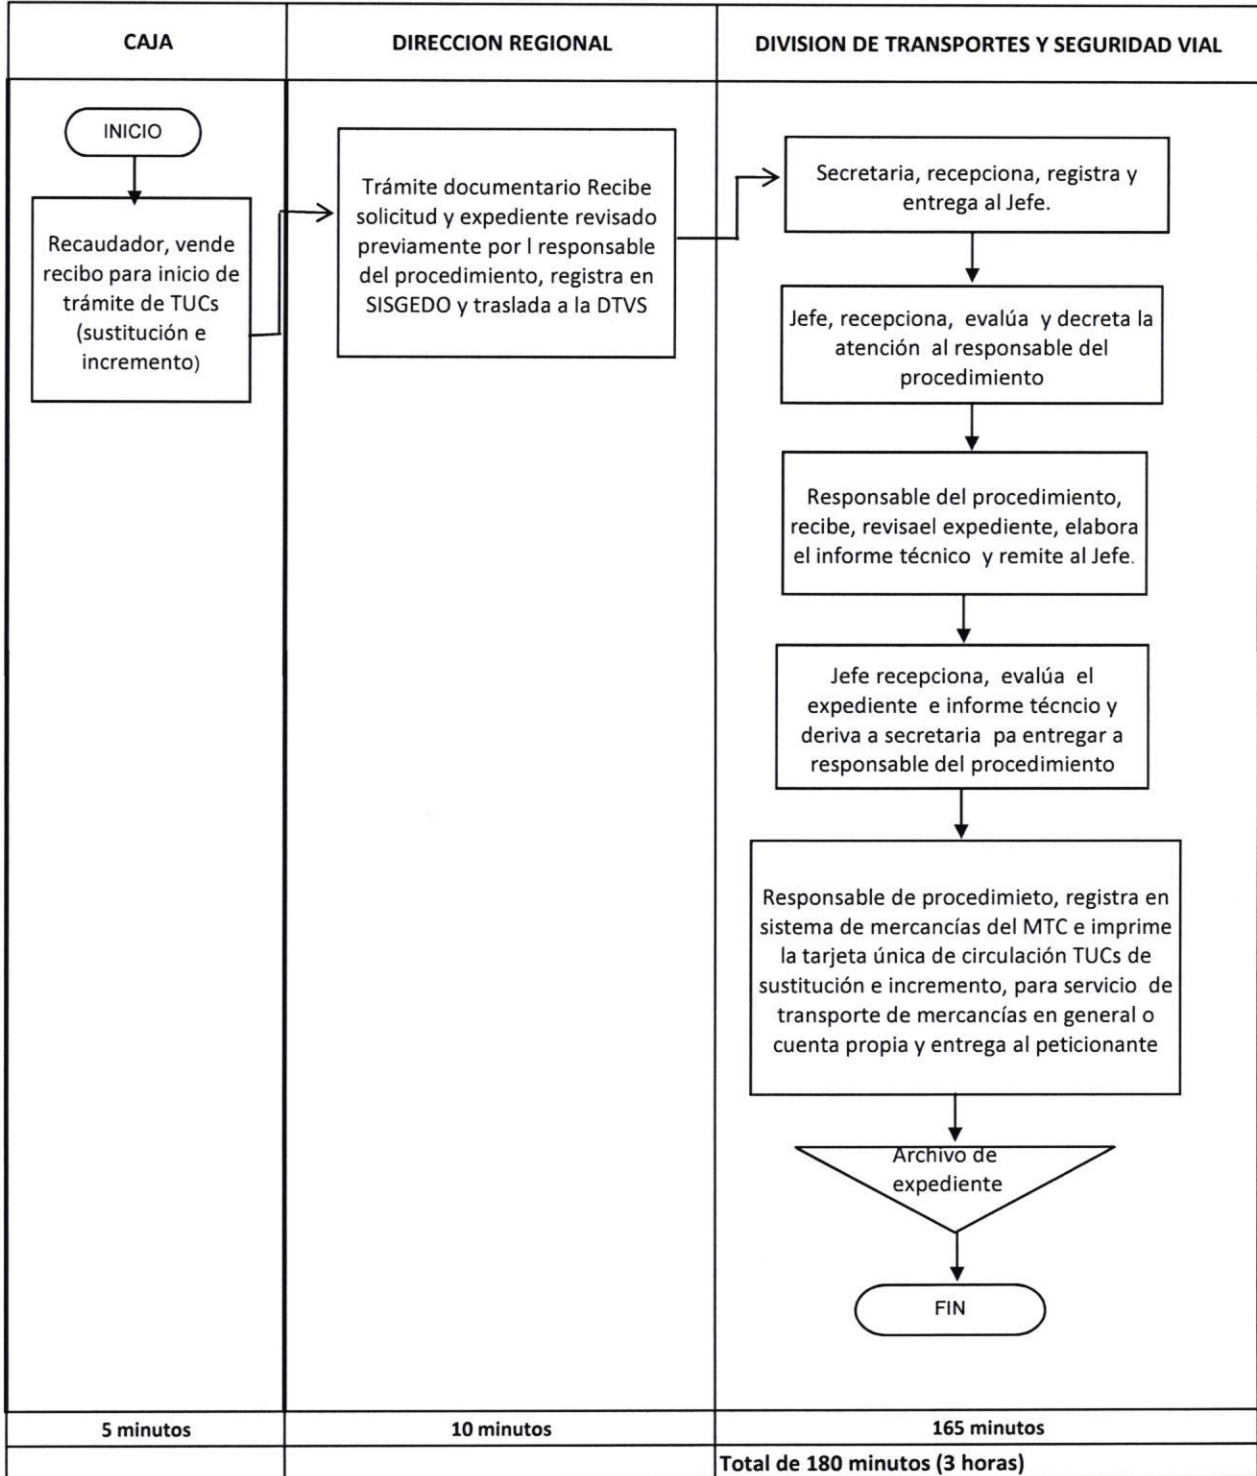 CAJA
DIRECCION REGIONAL
DIVISION DE TRANSPORTES Y SEGURIDAD VIAL
INICIO
Recaudador, vende
recibo para inicio de
trámite de TUCs
(sustitución e
incremento)
Trámite documentario Recibe
solicitud y expediente revisado
previamente por l responsable
del procedimiento, registra en
SISGEDO y traslada a la DTVS
Secretaria, recepciona, registra y
entrega al Jefe.
Jefe, recepciona, evalúa y decreta la
atención al responsable del
procedimiento
Responsable del procedimiento,
recibe, revisael expediente, elabora
el informe técnico y remite al Jefe.
Jefe recepciona, evalúa el
expediente e informe técncio y
deriva a secretaria pa entregar a
responsable del procedimiento
Responsable de procedimieto, registra en
sistema de mercancías del MTC e imprime
la tarjeta única de circulación TUCs de
sustitución e incremento, para servicio de
transporte de mercancías en general o
cuenta propia y entrega al peticionante
Archivo de
expediente
FIN
5 minutos
10 minutos
165 minutos
Total de 180 minutos (3 horas)